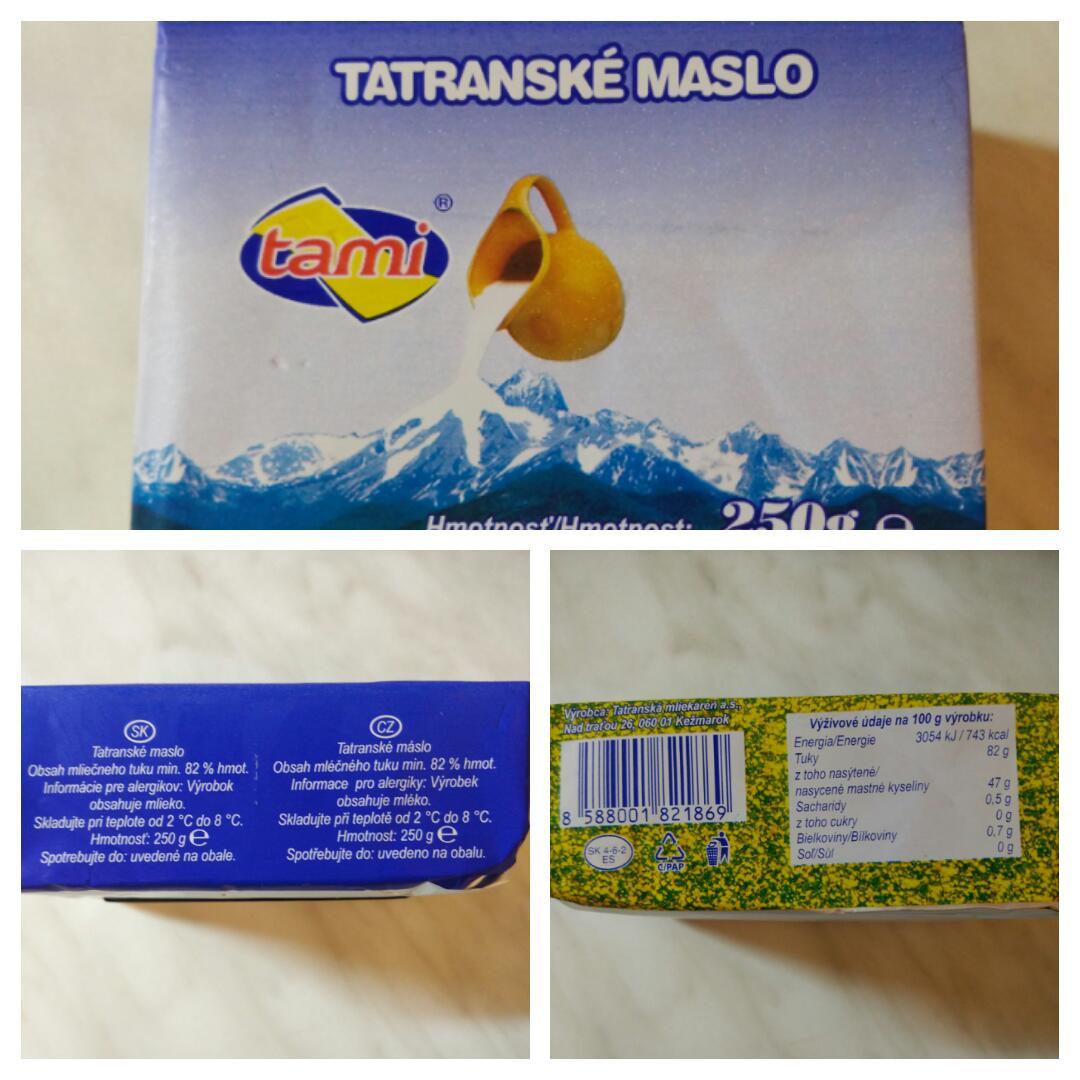 TATRANSKÉ MASLO
tami ®
Hmotnosť/Hmotnost: 250g ℮
SK
Tatranské maslo
Obsah mliečneho tuku min. 82 % hmot.
Informácie pre alergikov: Výrobok
obsahuje mlieko.
Skladujte pri teplote od 2 °C do 8 °C.
Hmotnosť: 250 g ℮
Spotrebujte do: uvedené na obale.
CZ
Tatranské máslo
Obsah mléčného tuku min. 82 % hmot.
Informace pro alergiky: Výrobek
obsahuje mléko.
Skladujte při teplotě od 2 °C do 8 °C.
Hmotnost: 250 g ℮
Spotřebujte do: uvedeno na obalu.
Výrobca: Tatranská mliekareň a.s.,
Nad traťou 26, 060 01 Kežmarok
8 588001 821869
SK 4-6-2
ES
C/PAP
Výživové údaje na 100 g výrobku:
Energia/Energie 3054 kJ / 743 kcal
Tuky 82 g
z toho nasýtené/
nasycené mastné kyseliny 47 g
Sacharidy 0,5 g
z toho cukry 0 g
Bielkoviny/Bílkoviny 0,7 g
Soľ/Sůl 0 g